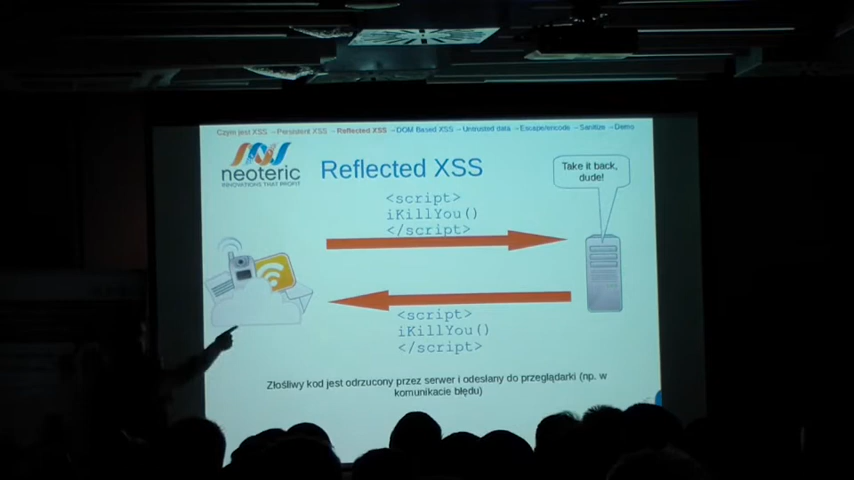 Czym jest XSS → Persistent XSS → Reflected XSS → DOM Based XSS → Untrusted data → Escape/encode → Sanitize → Demo
neoteric
INNOVATIONS THAT PROFIT
Reflected XSS
Take it back,
dude!
<script>
iKillYou()
</script>
<script>
iKillYou()
</script>
Złośliwy kod jest odrzucony przez serwer i odesłany do przeglądarki (np. w
komunikacie błędu)